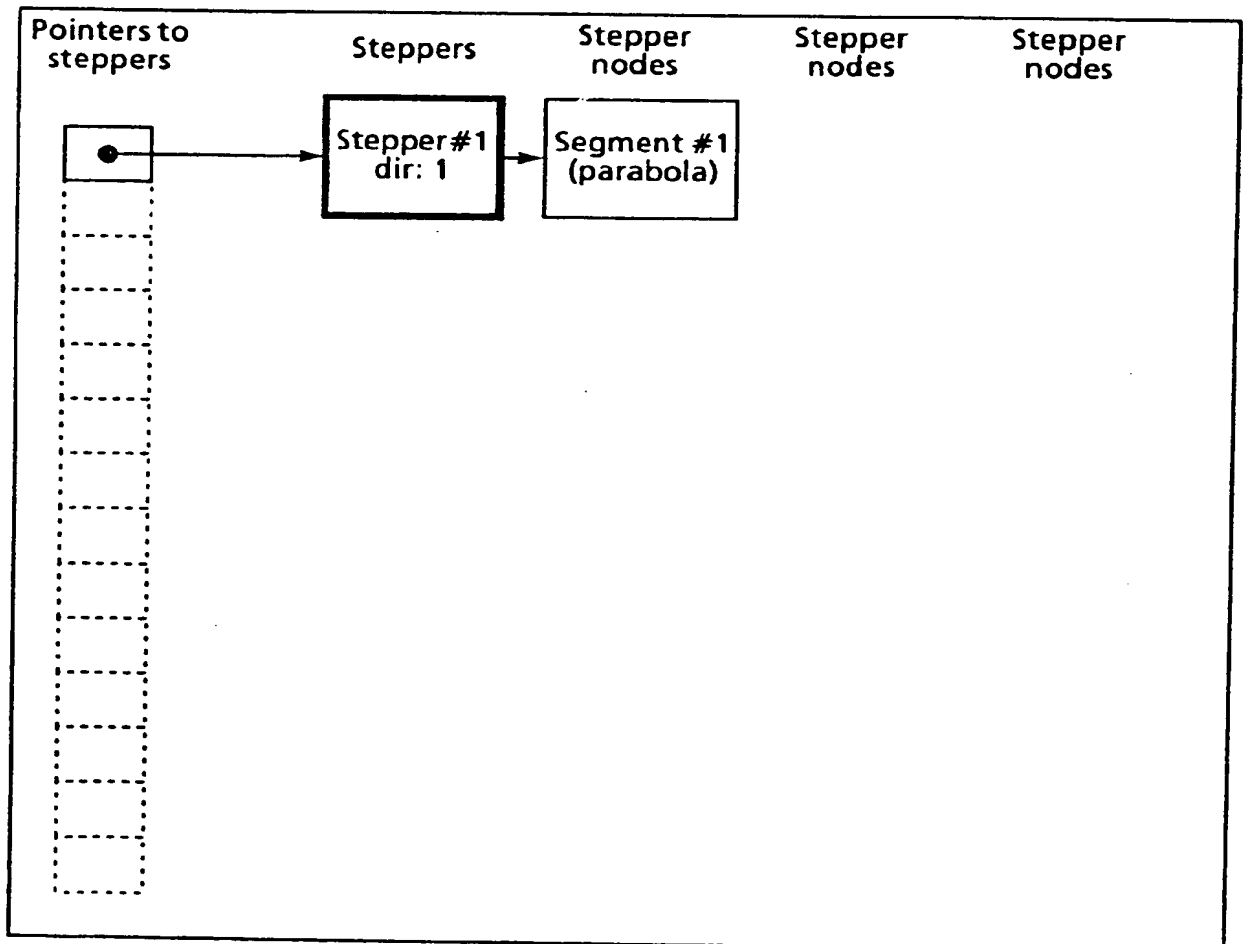 Pointers to
steppers
Steppers
Stepper
nodes
Stepper
nodes
Stepper
nodes
Stepper#1
dir: 1
Segment #1
(parabola)